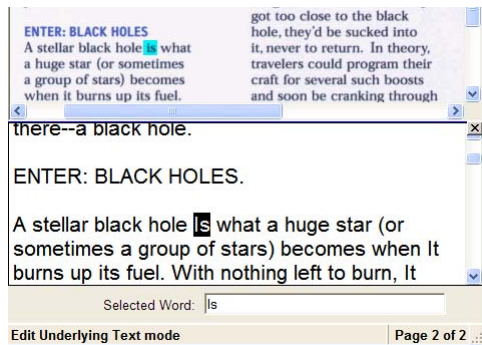 ENTER: BLACK HOLES
A stellar black hole is what
a huge star (or sometimes
a group of stars) becomes
when it burns up its fuel.
got too close to the black
hole, they'd be sucked into
it, never to return. In theory,
travelers could program their
craft for several such boosts
and soon be cranking through
there--a black hole.
ENTER: BLACK HOLES.
A stellar black hole Is what a huge star (or
sometimes a group of stars) becomes when It
burns up its fuel. With nothing left to burn, It
Selected Word: Is
Edit Underlying Text mode
Page 2 of 2